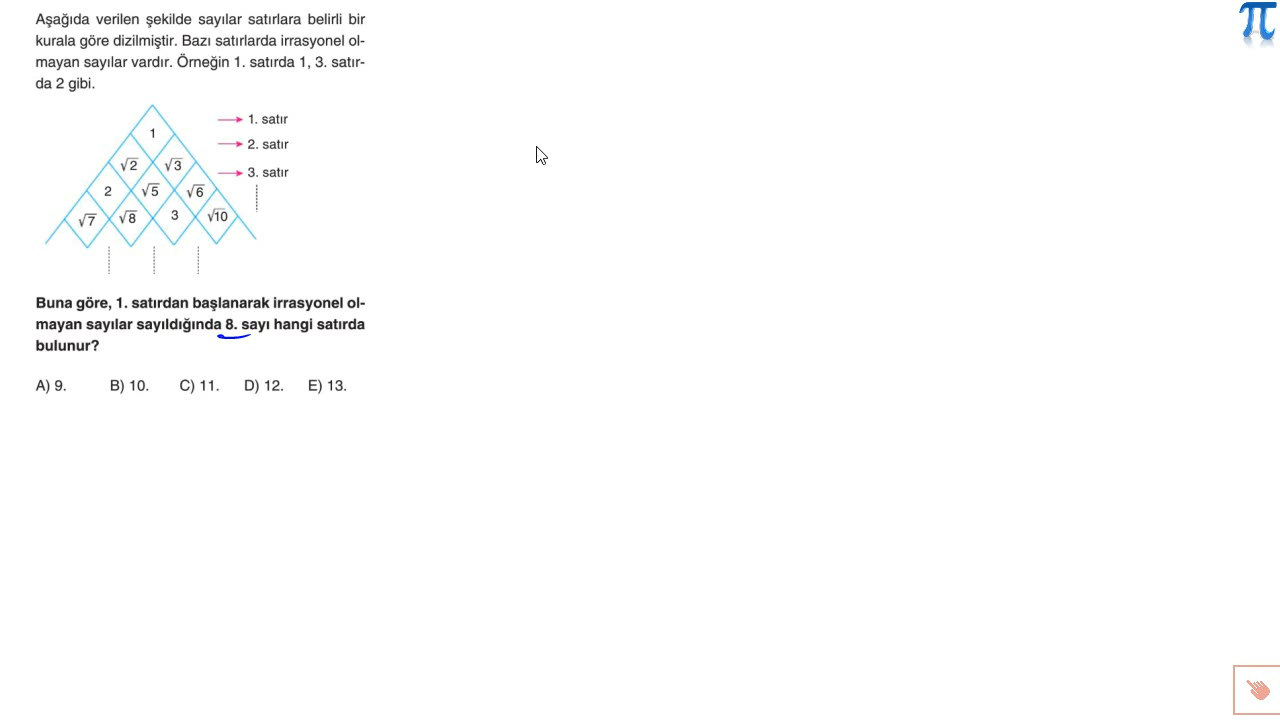 Aşağıda verilen şekilde sayılar satırlara belirli bir
kurala göre dizilmiştir. Bazı satırlarda irrasyonel ol-
mayan sayılar vardır. Örneğin 1. satırda 1, 3. satır-
da 2 gibi.
1
√2 √3
2 √5 √6
√7 √8 3 √10
1. satır
2. satır
3. satır
Buna göre, 1. satırdan başlanarak irrasyonel ol-
mayan sayılar sayıldığında 8. sayı hangi satırda
bulunur?
A) 9. B) 10. C) 11. D) 12. E) 13.
π